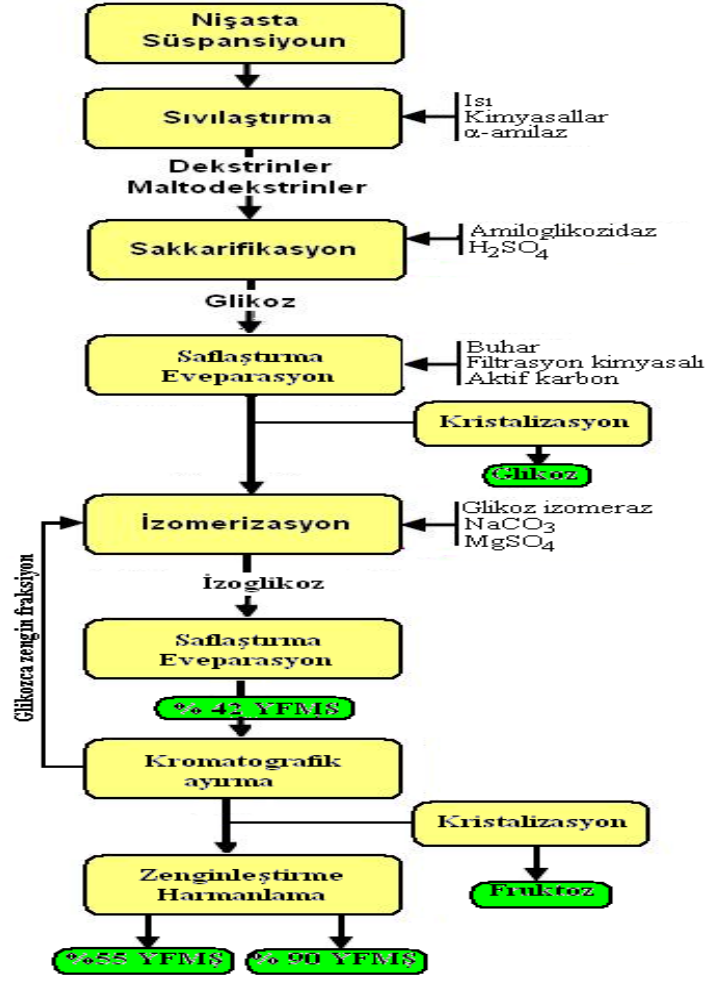 Nişasta
Süspansiyoun
Sıvılaştırma
Isı
Kimyasallar
α-amilaz
Dekstrinler
Maltodekstrinler
Sakkarifikasyon
Amiloglikozidaz
H₂SO₄
Glikoz
Saflaştırma
Eveparasyon
Buhar
Filtrasyon kimyasalı
Aktif karbon
Kristalizasyon
Glikoz
İzomerizasyon
Glikoz izomeraz
NaCO₃
MgSO₄
Glikozca zengin fraksiyon
İzoglikoz
Saflaştırma
Eveparasyon
% 42 YFMŞ
Kromatografik
ayırma
Kristalizasyon
Fruktoz
Zenginleştirme
Harmanlama
%55 YFMŞ
% 90 YFMŞ